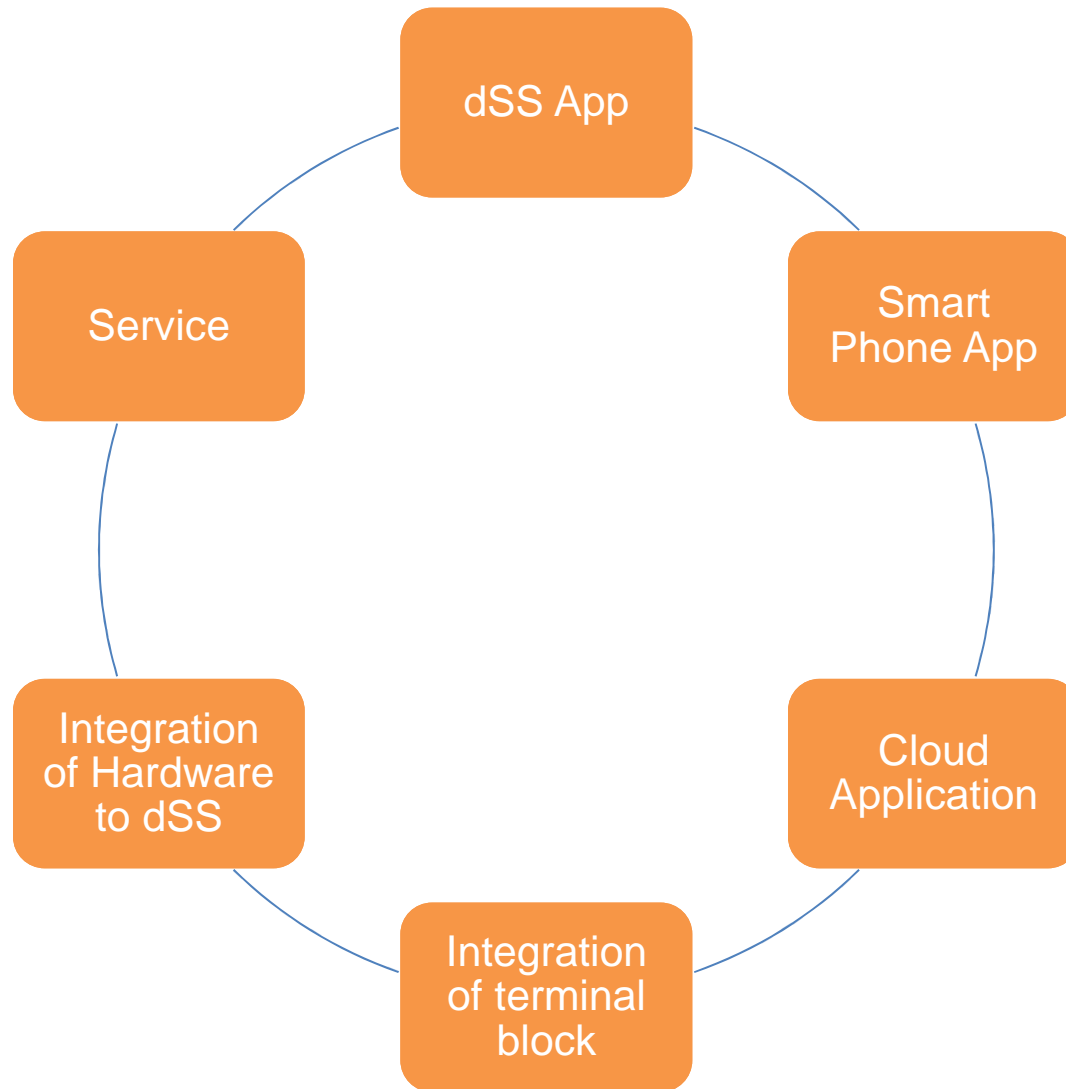 dSS App
Service
Smart
Phone App
Integration
of Hardware
to dSS
Cloud
Application
Integration
of terminal
block